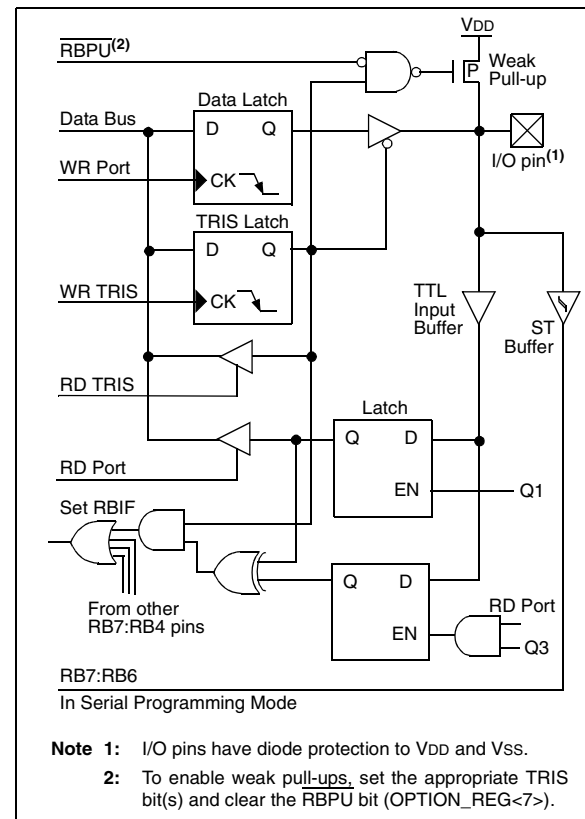 VDD
RBPU(2)
P
Weak
Pull-up
Data Latch
Data Bus
D
Q
I/O pin(1)
WR Port
CK
TRIS Latch
D
Q
WR TRIS
CK
TTL
Input
Buffer
ST
Buffer
RD TRIS
Latch
Q
D
RD Port
EN
Q1
Set RBIF
Q
D
From other
RB7:RB4 pins
RD Port
EN
Q3
RB7:RB6
In Serial Programming Mode
Note 1: I/O pins have diode protection to VDD and VSS.
2: To enable weak pull-ups, set the appropriate TRIS
bit(s) and clear the RBPU bit (OPTION_REG<7>).